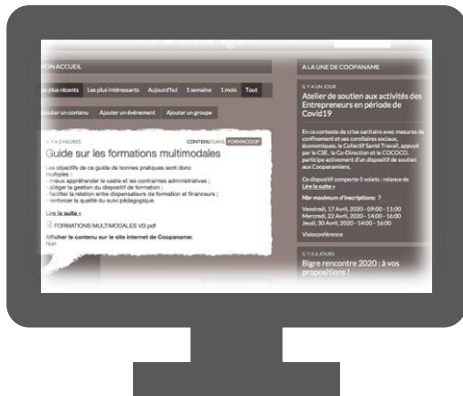 MON ACCUEIL
plus récents Les plus intéressants Aujourd'hui 1 semaine 1 mois Tout
Ajouter un contenu Ajouter un événement Ajouter un groupe
IL Y A 2 HEURES CONTENU DANS FORMACOOP
Guide sur les formations multimodales
Les objectifs de ce guide de bonnes pratiques sont donc
multiples :
- mieux appréhender le cadre et les contraintes administratives ;
- alléger la gestion du dispositif de formation ;
- faciliter la relation entre dispensateurs de formation et financeurs ;
- renforcer la qualité du suivi pédagogique.
Lire la suite »
FORMATIONS MULTIMODALES VD.pdf
Afficher le contenu sur le site internet de Coopaname:
Non
A LA UNE DE COOPANAME
IL Y A UN JOUR
Atelier de soutien aux activités des
Entrepreneurs en période de
Covid19
En ce contexte de crise sanitaire avec mesures de
confinement et ses corollaires sociaux,
économiques, le Collectif Santé Travail, appuyé
par le CSE, la Co-Direction et le COCOCO,
participe activement d'un dispositif de soutien
aux Coopanamiens.
Ce dispositif comporte 5 volets : relance de
Lire la suite »
Nbr maximum d'inscriptions: 7
Vendredi, 17 Avril, 2020 - 09:00 - 11:00
Mercredi, 22 Avril, 2020 - 14:00 - 16:00
Jeudi, 30 Avril, 2020 - 14:00 - 16:00
Visioconférence
IL Y A 6 JOURS
Bigre rencontre 2020 : à vos
propositions !